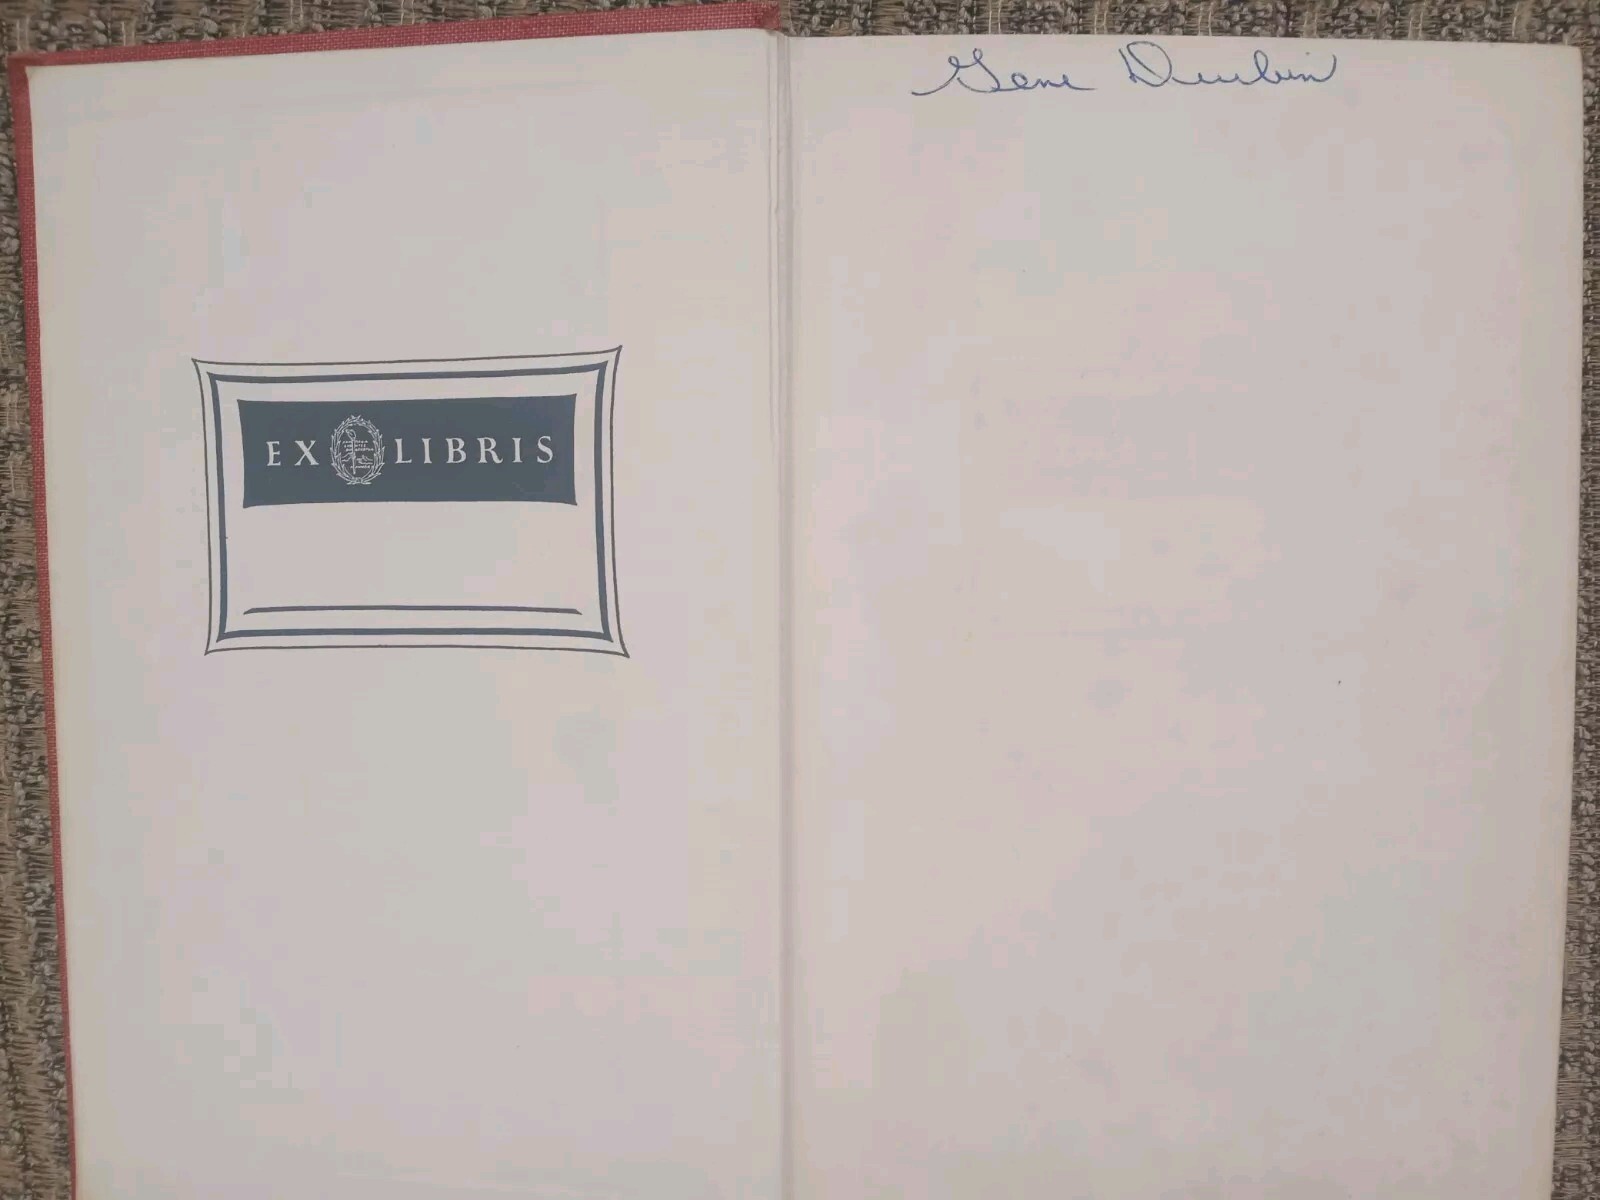 Gene Durbin
EX LIBRIS